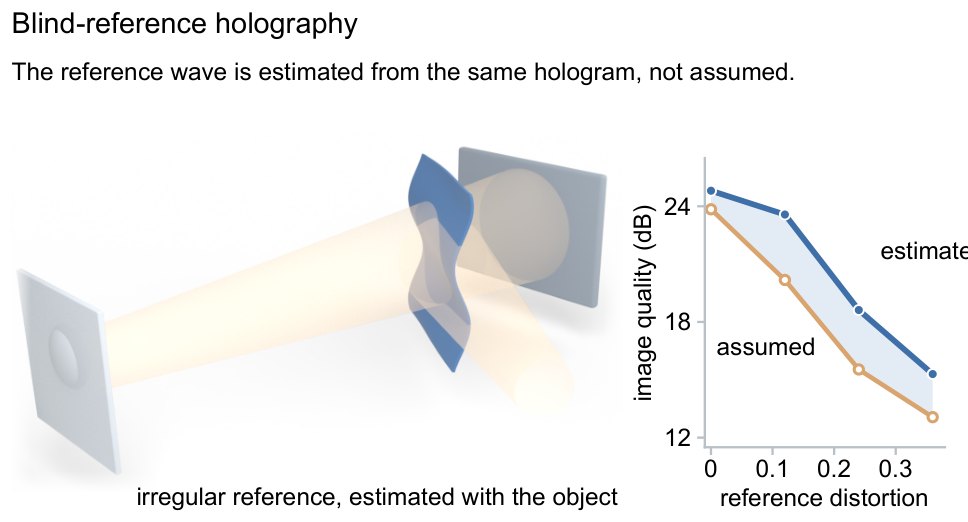 Blind-reference holography
The reference wave is estimated from the same hologram, not assumed.
image quality (dB)
24
18
12
estimate
assumed
0 0.1 0.2 0.3
reference distortion
irregular reference, estimated with the object